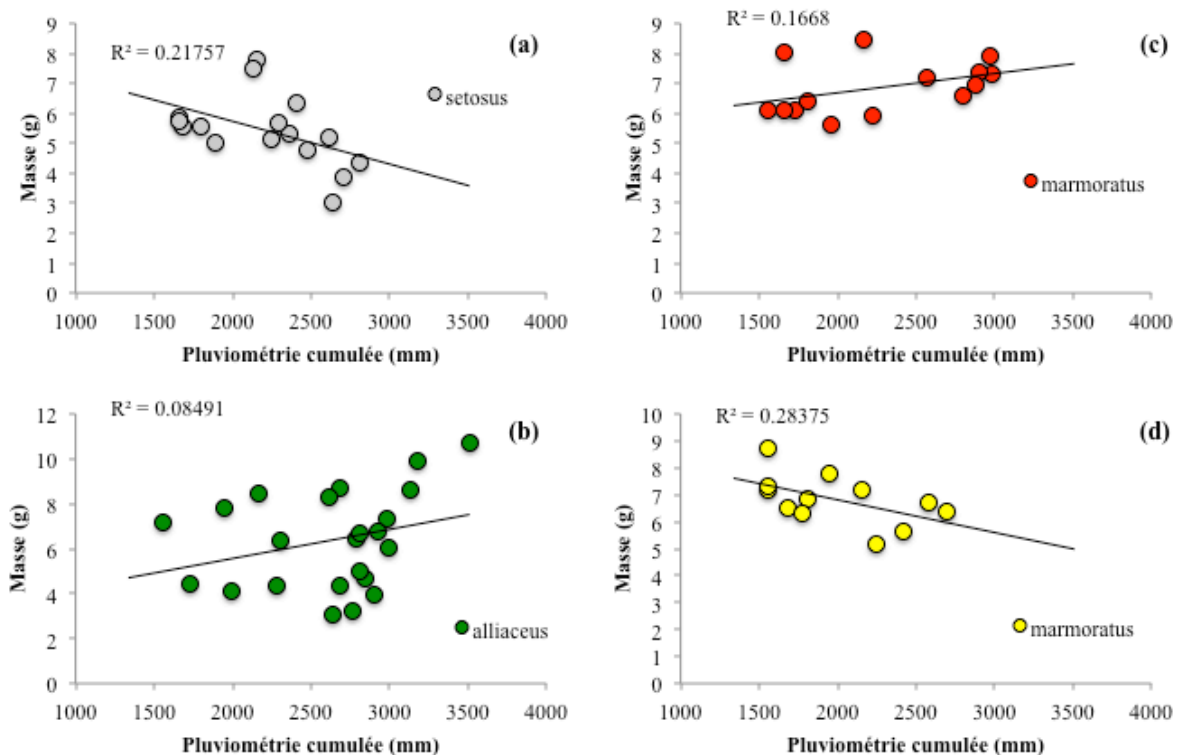 R² = 0.21757
(a)
Masse (g)
9
8
7
6
5
4
3
2
1
0
setosus
1000 1500 2000 2500 3000 3500 4000
Pluviométrie cumulée (mm)
R² = 0.1668
(c)
Masse (g)
9
8
7
6
5
4
3
2
1
0
marmoratus
1000 1500 2000 2500 3000 3500 4000
Pluviométrie cumulée (mm)
R² = 0.08491
(b)
Masse (g)
12
10
8
6
4
2
0
alliaceus
1000 1500 2000 2500 3000 3500 4000
Pluviométrie cumulée (mm)
R² = 0.28375
(d)
Masse (g)
10
9
8
7
6
5
4
3
2
1
0
marmoratus
1000 1500 2000 2500 3000 3500 4000
Pluviométrie cumulée (mm)